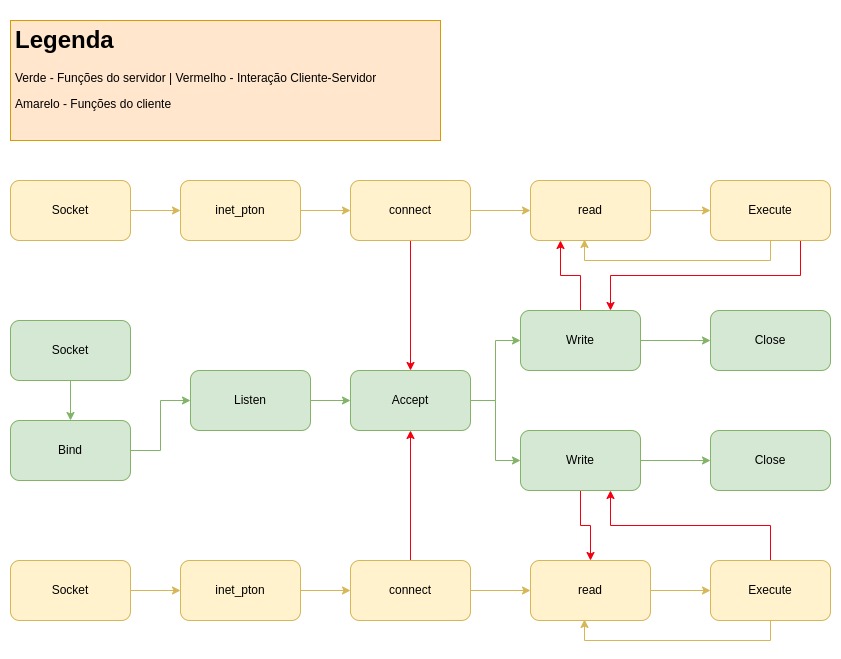 Legenda
Verde - Funções do servidor | Vermelho - Interação Cliente-Servidor
Amarelo - Funções do cliente
Socket
inet_pton
connect
read
Execute
Socket
Write
Close
Bind
Listen
Accept
Write
Close
Socket
inet_pton
connect
read
Execute